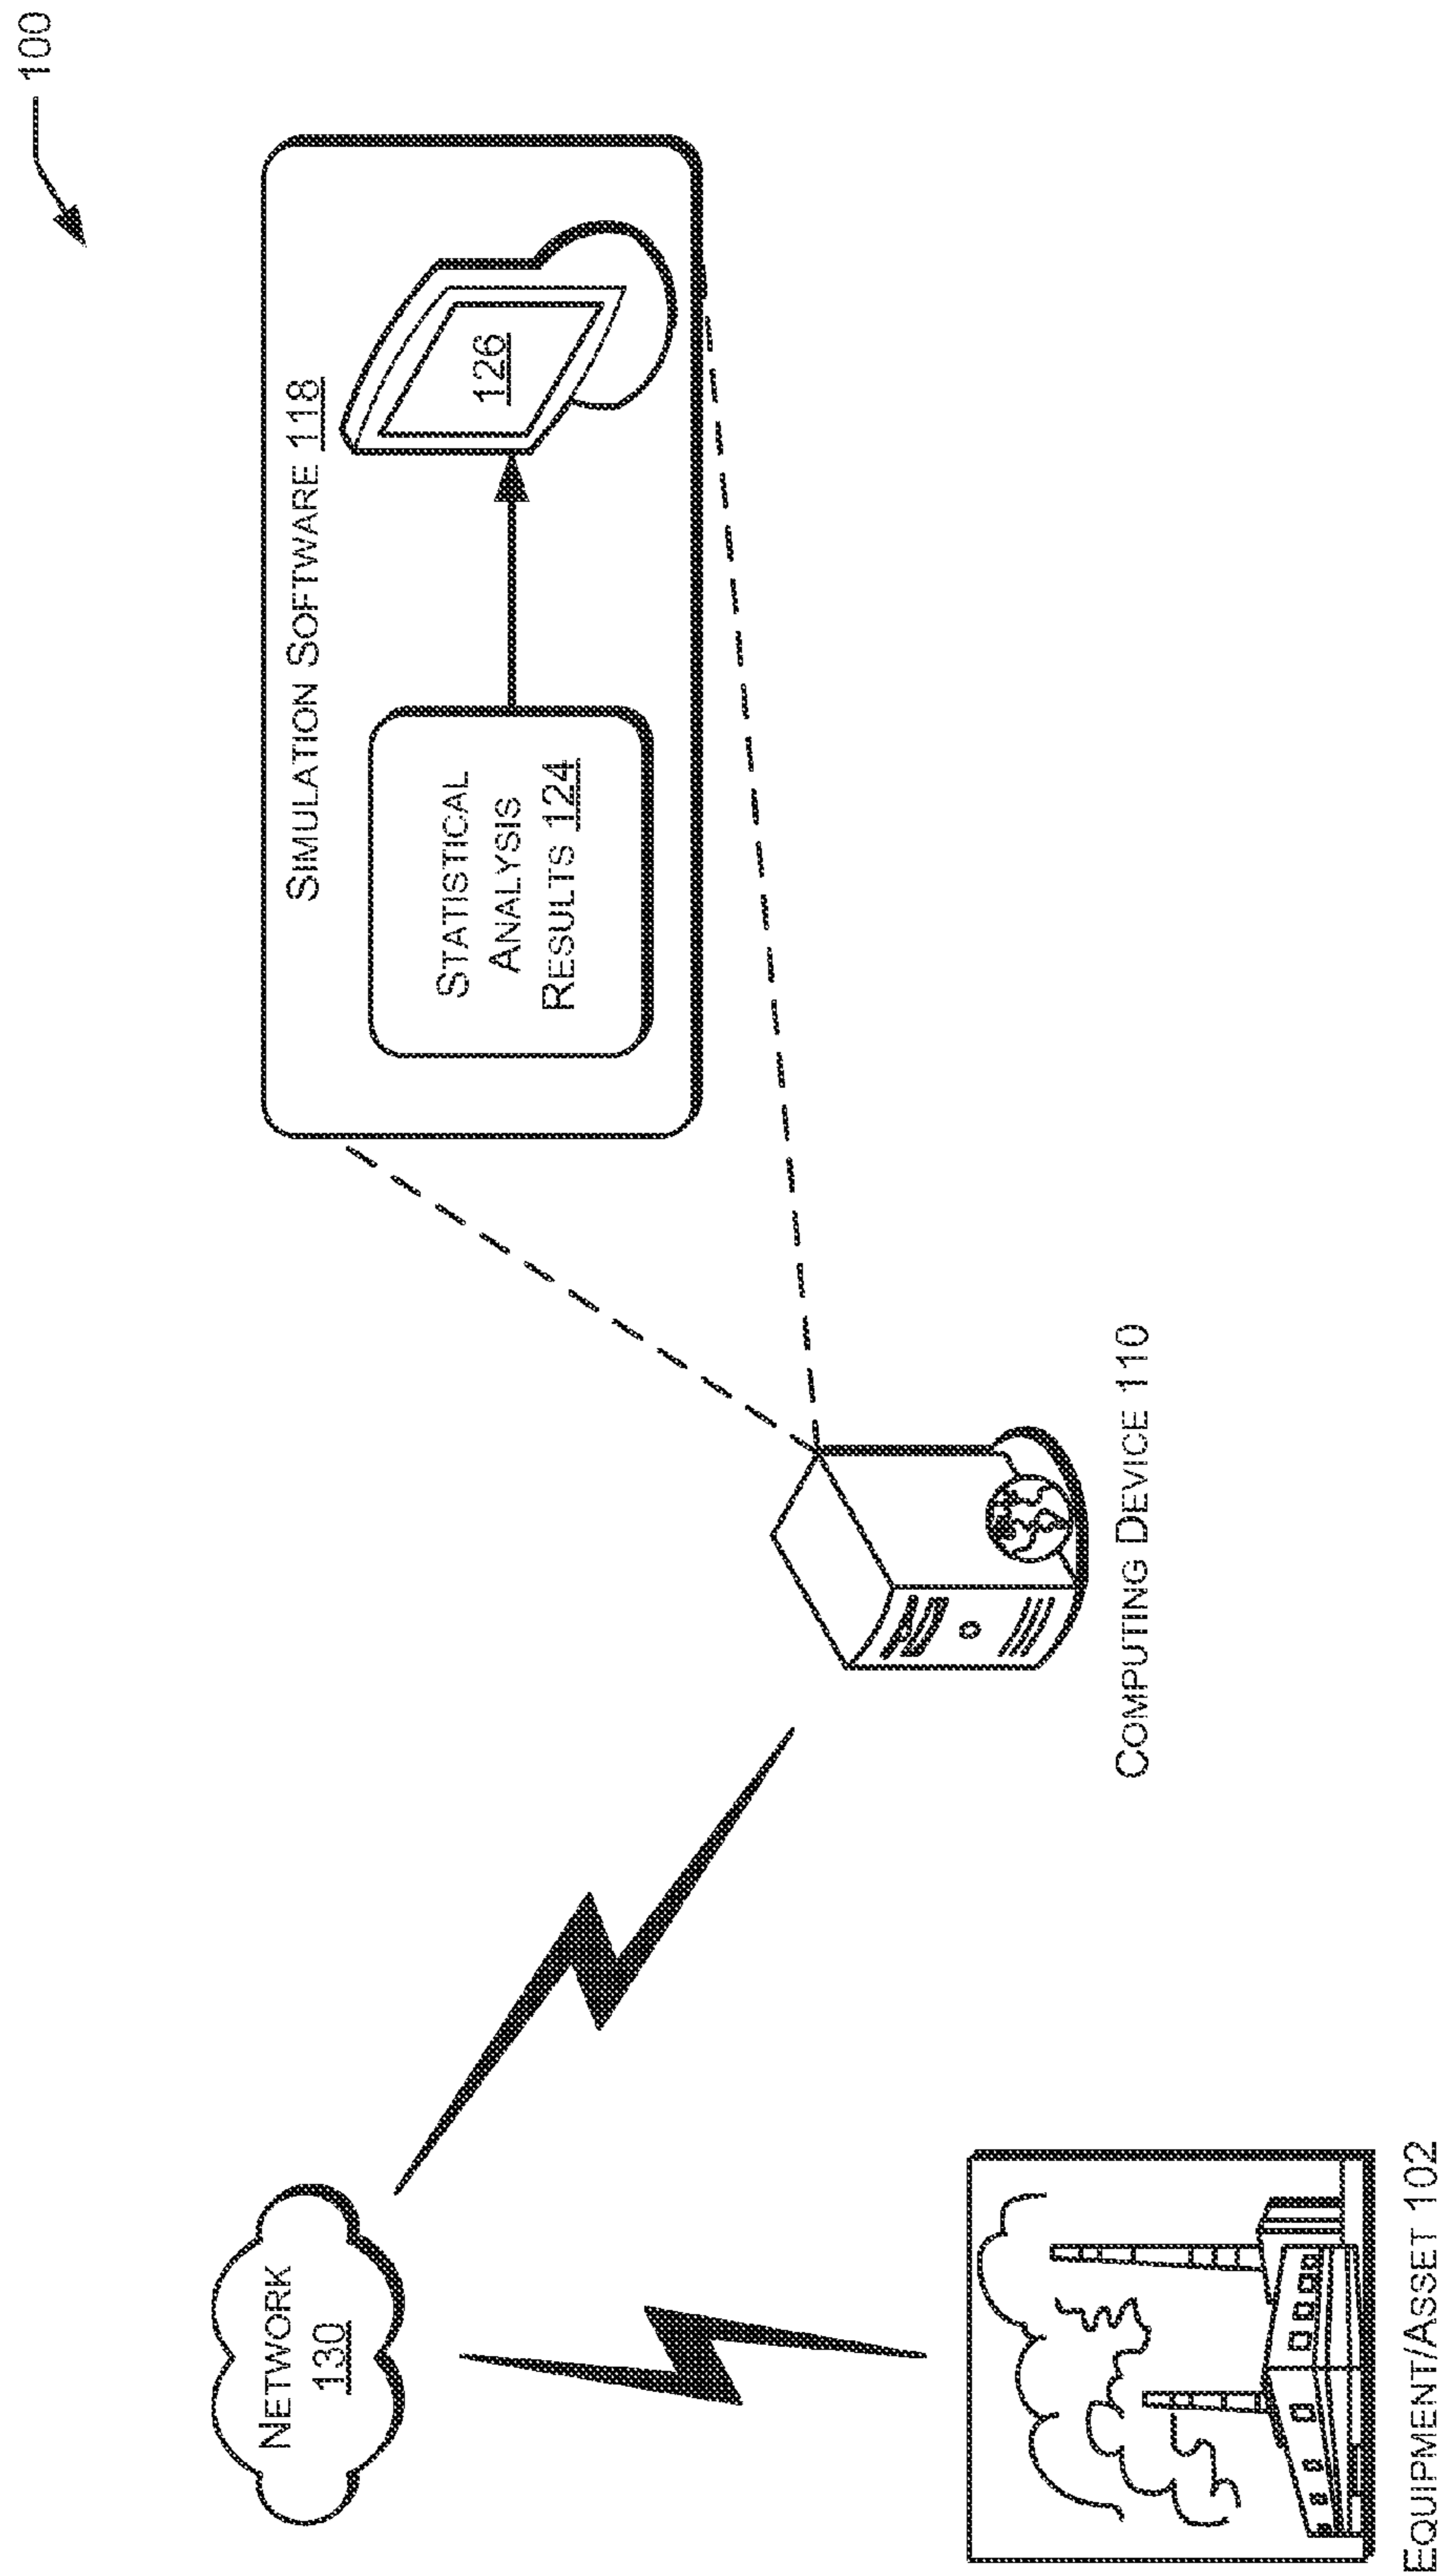 100
SIMULATION SOFTWARE 118
STATISTICAL
ANALYSIS
RESULTS 124
126
NETWORK
130
COMPUTING DEVICE 110
EQUIPMENT/ASSET 102